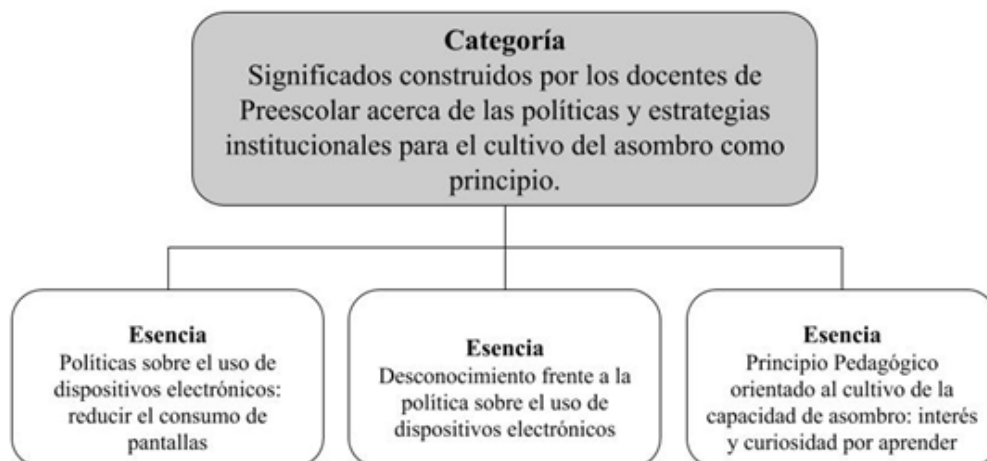 Categoría
Significados construidos por los docentes de
Preescolar acerca de las políticas y estrategias
institucionales para el cultivo del asombro como
principio.
Esencia
Políticas sobre el uso de
dispositivos electrónicos:
reducir el consumo de
pantallas
Esencia
Desconocimiento frente a la
política sobre el uso de
dispositivos electrónicos
Esencia
Principio Pedagógico
orientado al cultivo de la
capacidad de asombro: interés
y curiosidad por aprender